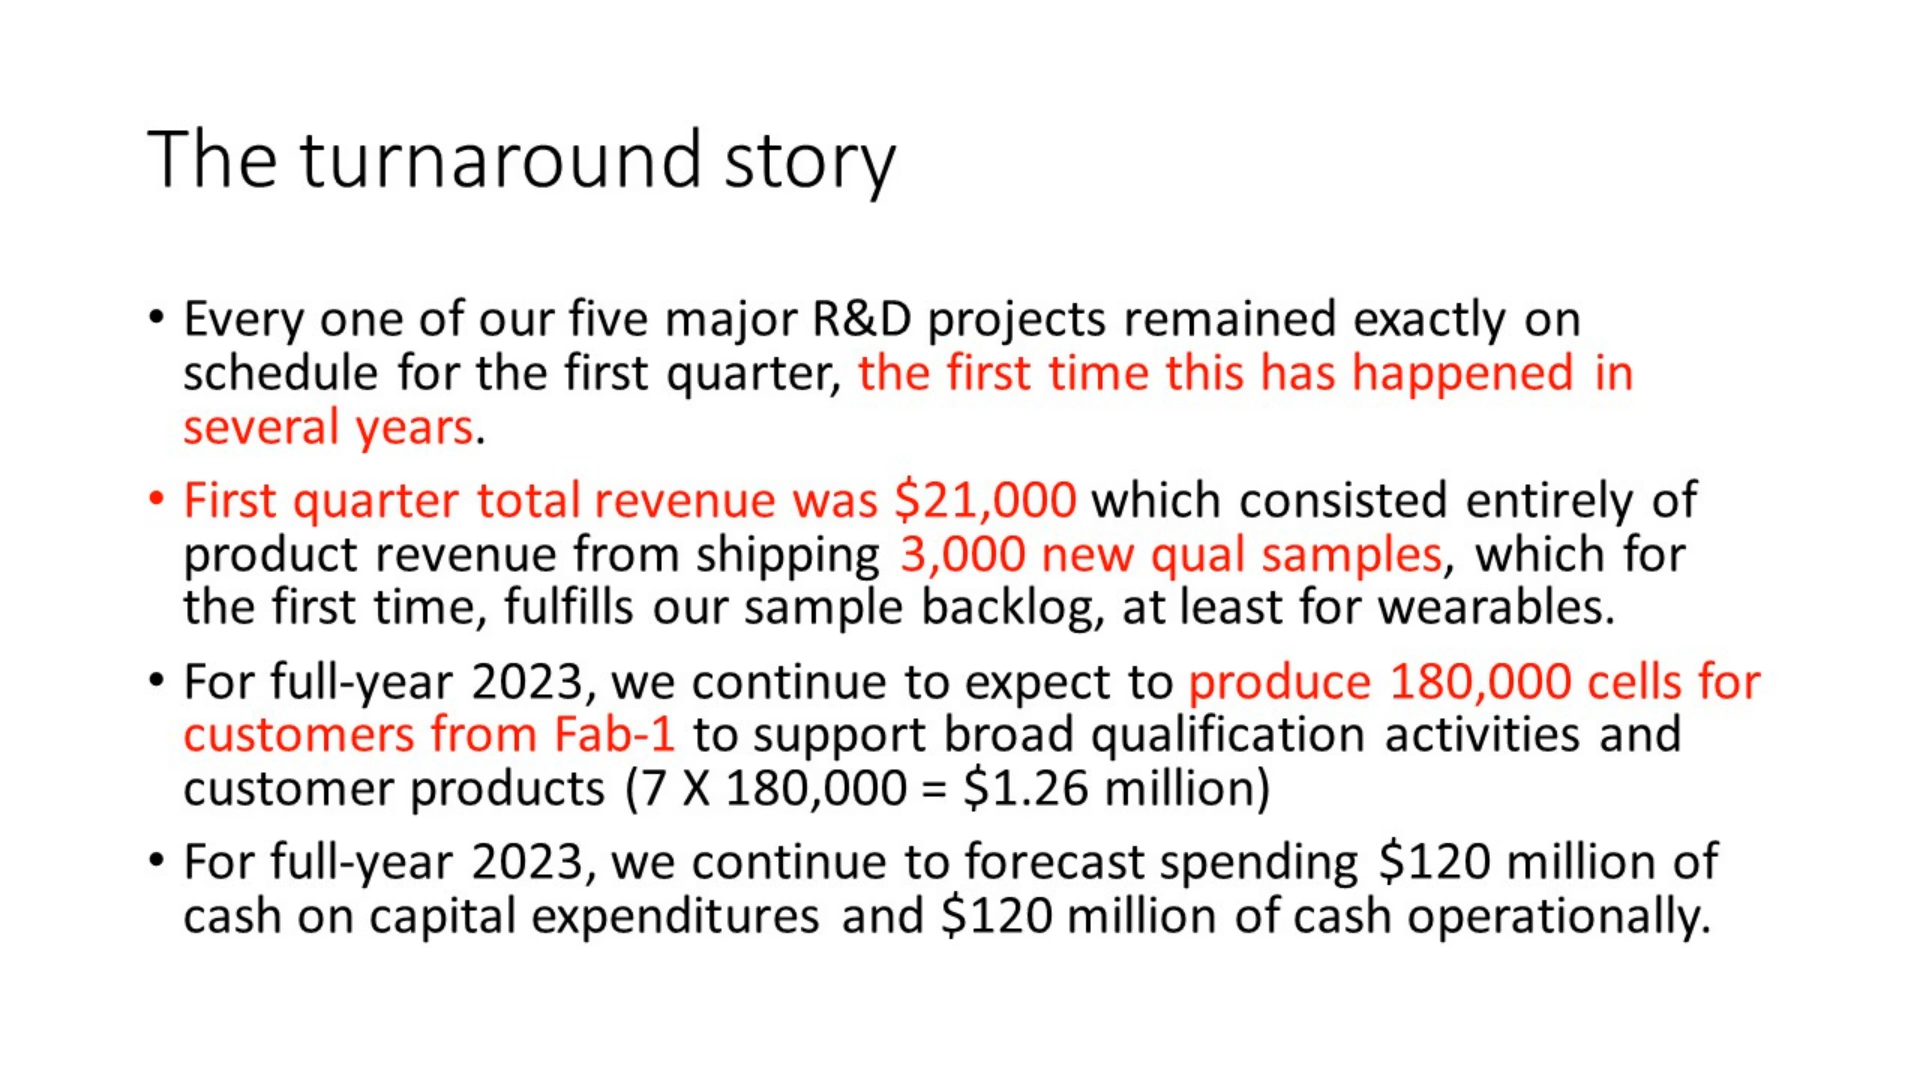 The turnaround story
• Every one of our five major R&D projects remained exactly on
schedule for the first quarter, the first time this has happened in
several years.
• First quarter total revenue was $21,000 which consisted entirely of
product revenue from shipping 3,000 new qual samples, which for
the first time, fulfills our sample backlog, at least for wearables.
• For full-year 2023, we continue to expect to produce 180,000 cells for
customers from Fab-1 to support broad qualification activities and
customer products (7 X 180,000 = $1.26 million)
• For full-year 2023, we continue to forecast spending $120 million of
cash on capital expenditures and $120 million of cash operationally.